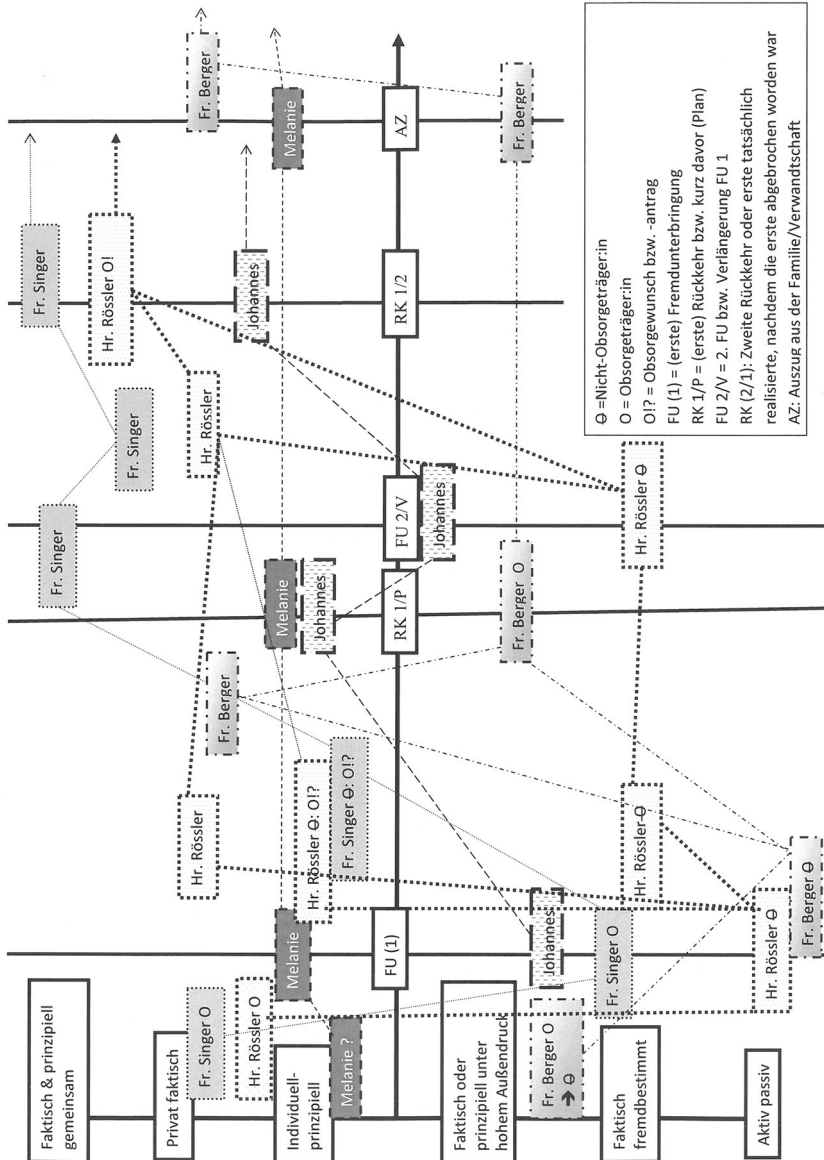 Faktisch & prinzipiell
gemeinsam
Privat faktisch
Individuell-
prinzipiell
Faktisch oder
prinzipiell unter
hohem Außendruck
Faktisch
fremdbestimmt
Aktiv passiv
Fr. Singer O
Hr. Rössler O
Melanie ?
Fr. Berger O
➔ O̶
Melanie
FU (1)
Johannes
Fr. Singer O
Hr. Rössler O̶
Fr. Berger O̶
Hr. Rössler
Hr. Rössler O̶: O!?
Fr. Singer O̶: O!?
Hr. Rössler O̶
Fr. Berger
Melanie
Johannes
RK 1/P
Fr. Berger O
Fr. Singer
FU 2/V
Johannes
Hr. Rössler O̶
Fr. Singer
Hr. Rössler
Fr. Singer
Hr. Rössler O!
Johannes
RK 1/2
Fr. Berger
Melanie
AZ
Fr. Berger
O̶ =Nicht-Obsorgeträger:in
O = Obsorgeträger:in
O!? = Obsorgewunsch bzw. -antrag
FU (1) = (erste) Fremdunterbringung
RK 1/P = (erste) Rückkehr bzw. kurz davor (Plan)
FU 2/V = 2. FU bzw. Verlängerung FU 1
RK (2/1): Zweite Rückkehr oder erste tatsächlich
realisierte, nachdem die erste abgebrochen worden war
AZ: Auszug aus der Familie/Verwandtschaft